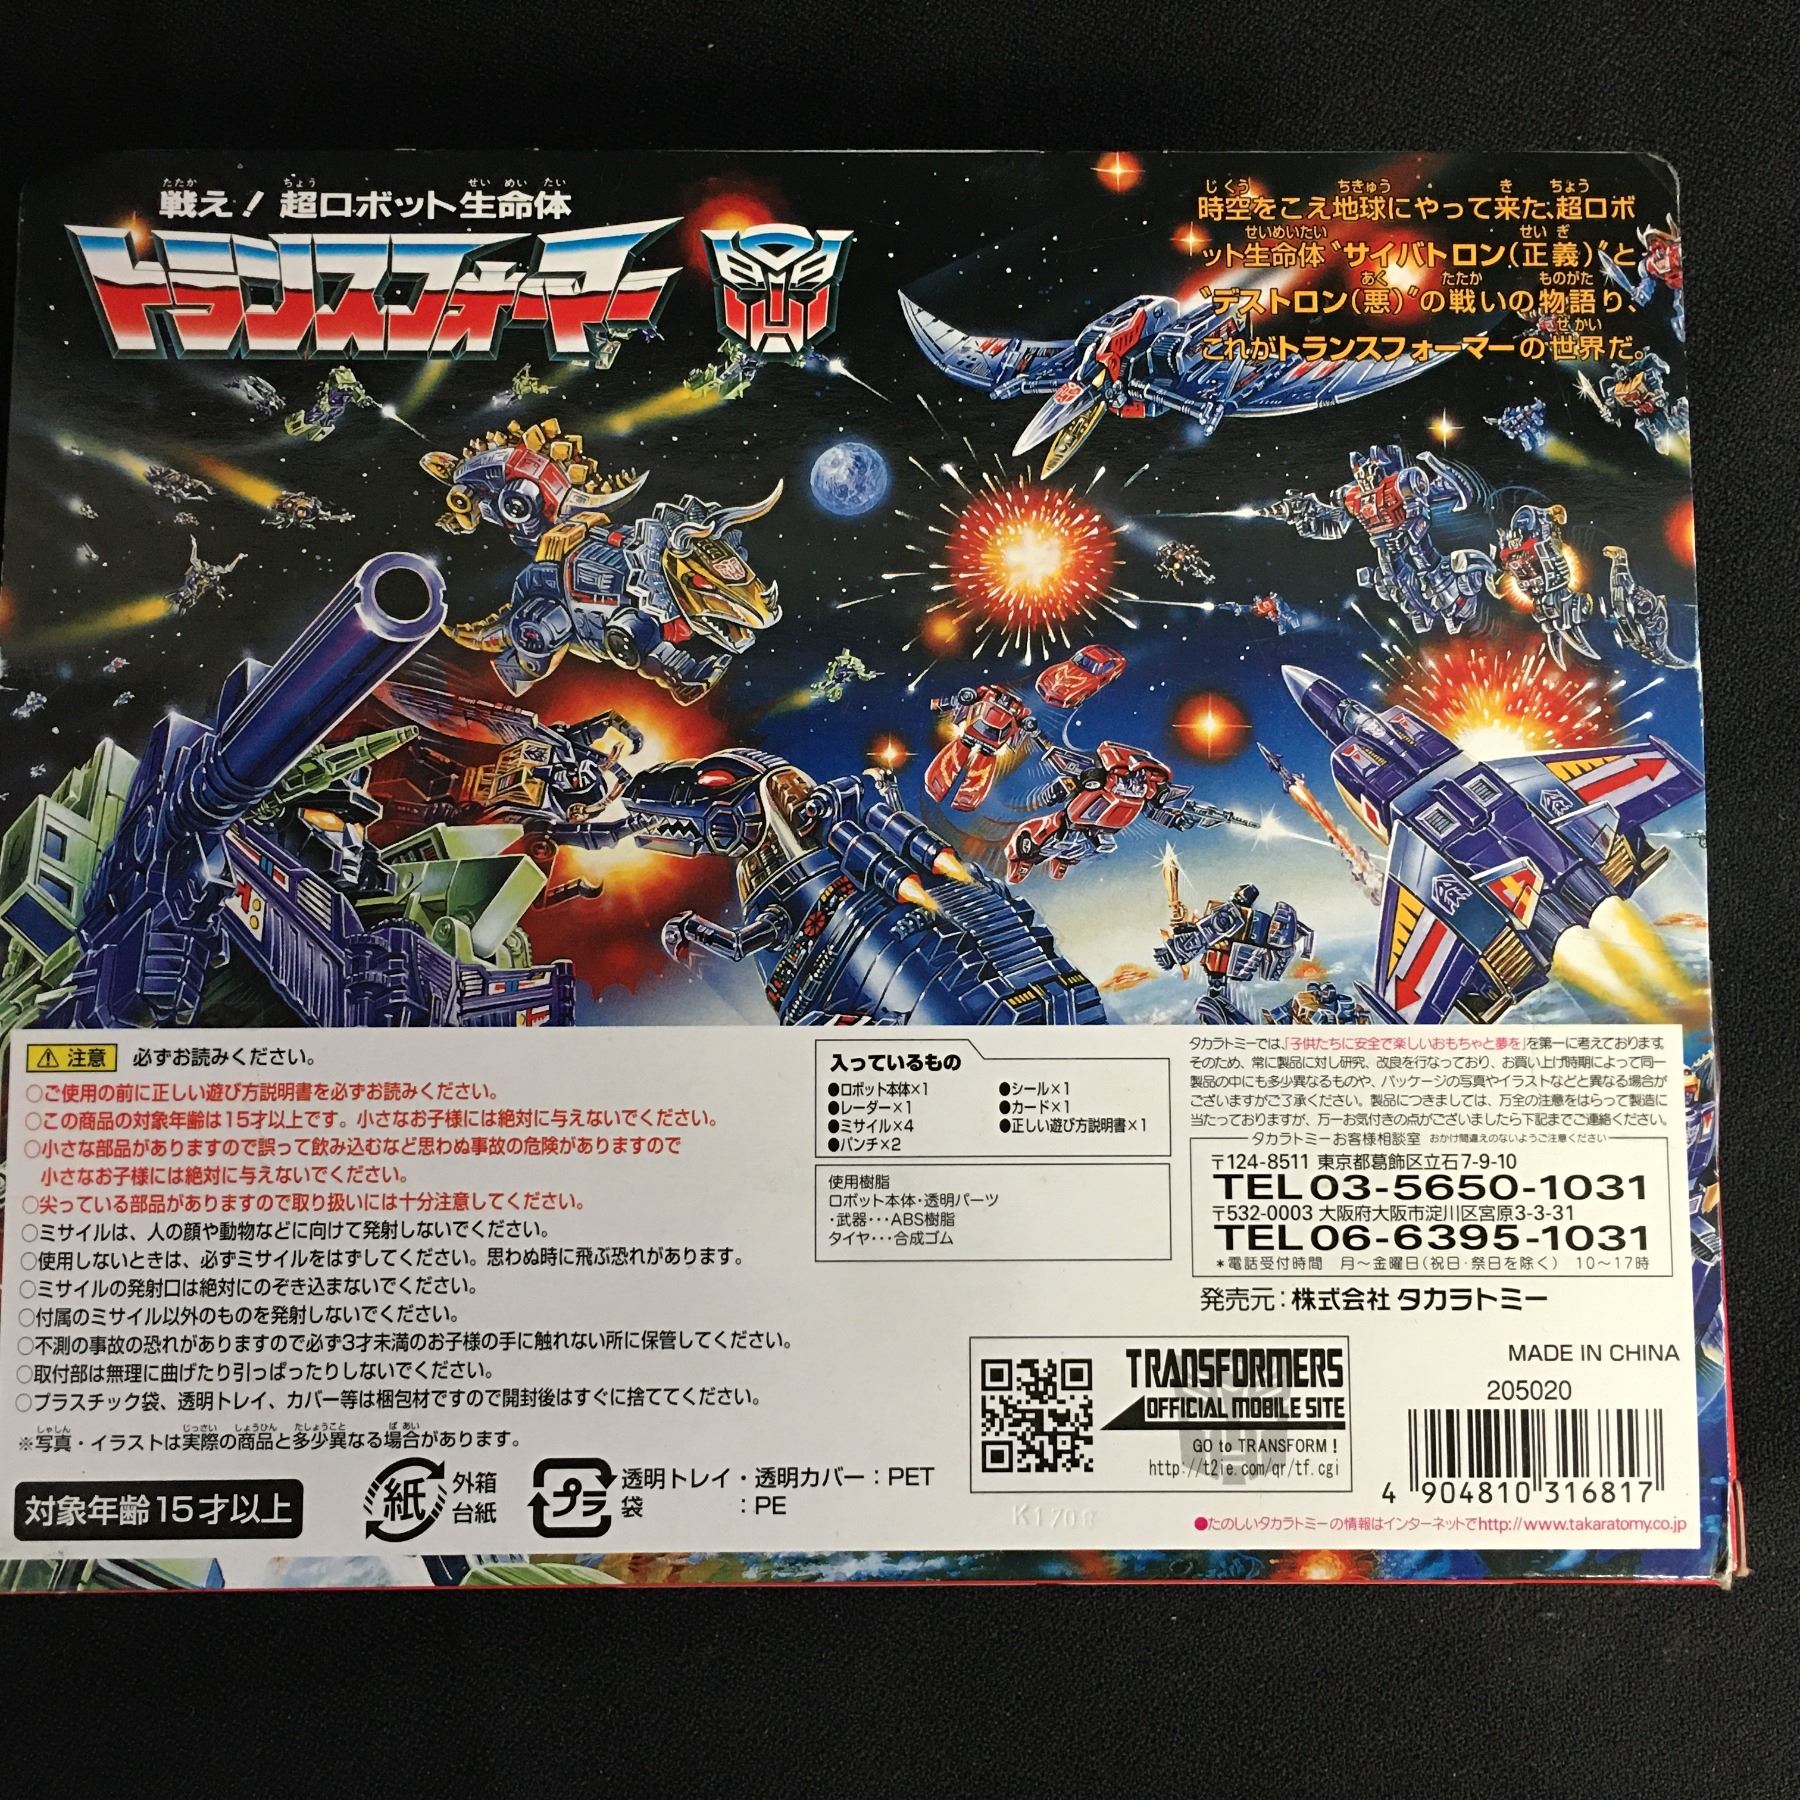 戦え！超ロボット生命体
トランスフォーマー
時空をこえ地球にやって来た、超ロボ
ット生命体“サイバトロン（正義）”と
“デストロン（悪）”の戦いの物語り、
これがトランスフォーマーの世界だ。
注意 必ずお読みください。
○ご使用の前に正しい遊び方説明書を必ずお読みください。
○この商品の対象年齢は15才以上です。小さなお子様には絶対に与えないでください。
○小さな部品がありますので誤って飲み込むなど思わぬ事故の危険がありますので
小さなお子様には絶対に与えないでください。
○尖っている部品がありますので取り扱いには十分注意してください。
○ミサイルは、人の顔や動物などに向けて発射しないでください。
○使用しないときは、必ずミサイルをはずしてください。思わぬ時に飛ぶ恐れがあります。
○ミサイルの発射口は絶対にのぞき込まないでください。
○付属のミサイル以外のものを発射しないでください。
○不測の事故の恐れがありますので必ず3才未満のお子様の手に触れない所に保管してください。
○取付部は無理に曲げたり引っぱったりしないでください。
○プラスチック袋、透明トレイ、カバー等は梱包材ですので開封後はすぐに捨ててください。
※写真・イラストは実際の商品と多少異なる場合があります。
対象年齢15才以上
紙
外箱
台紙
プラ
透明トレイ・透明カバー：PET
袋　：PE
入っているもの
●ロボット本体×1
●レーダー×1
●ミサイル×4
●パンチ×2
●シール×1
●カード×1
●正しい遊び方説明書×1
使用樹脂
ロボット本体・透明パーツ
・武器・・・ABS樹脂
タイヤ・・・合成ゴム
タカラトミーでは、「子供たちに安全で楽しいおもちゃと夢を」を第一に考えております。
そのため、常に製品に対し研究、改良を行なっており、お買い上げ時期によって同一
製品の中にも多少異なるものや、パッケージの写真やイラストなどと異なる場合が
ございますがご了承ください。製品につきましては、万全の注意をはらって製造に
当たっておりますが、万一お気付きの点がございましたら下記までご連絡ください。
タカラトミーお客様相談室 おかけ間違えのないようご注意ください
〒124-8511 東京都葛飾区立石7-9-10
TEL 03-5650-1031
〒532-0003 大阪府大阪市淀川区宮原3-3-31
TEL 06-6395-1031
＊電話受付時間　月～金曜日（祝日・祭日を除く）　10～17時
発売元：株式会社 タカラトミー
TRANSFORMERS
OFFICIAL MOBILE SITE
GO to TRANSFORM !
http://t2ie.com/qr/tf.cgi
MADE IN CHINA
205020
4 904810 316817
K1708
●たのしいタカラトミーの情報はインターネットでhttp://www.takaratomy.co.jp